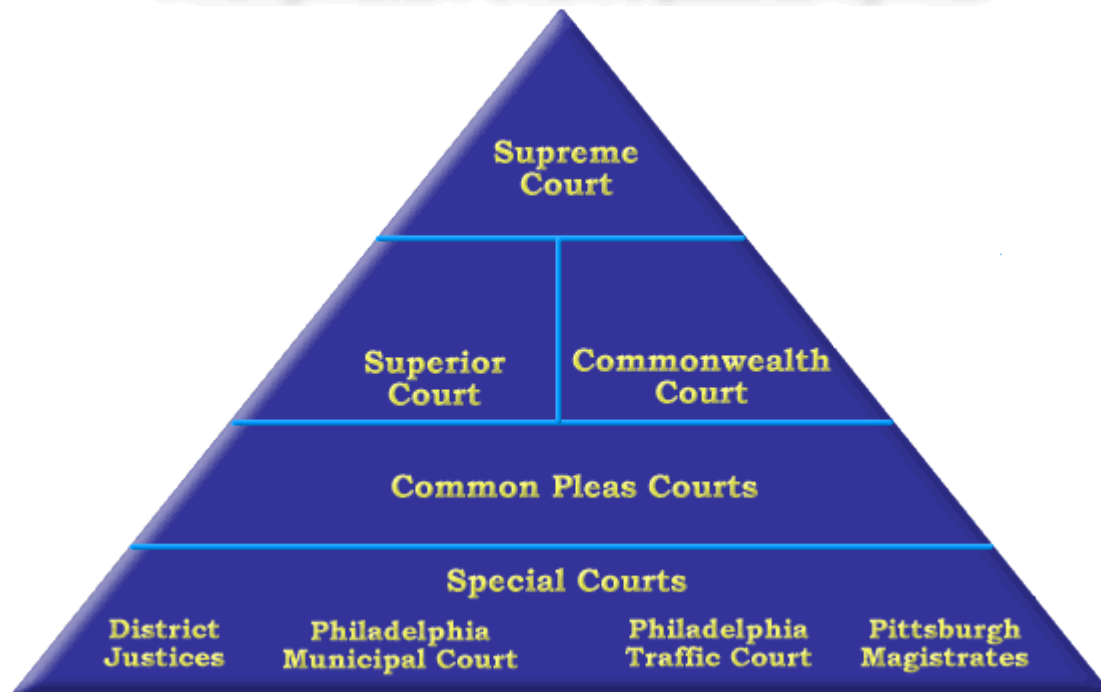 Supreme
Court
Superior
Court
Commonwealth
Court
Common Pleas Courts
Special Courts
District
Justices
Philadelphia
Municipal Court
Philadelphia
Traffic Court
Pittsburgh
Magistrates